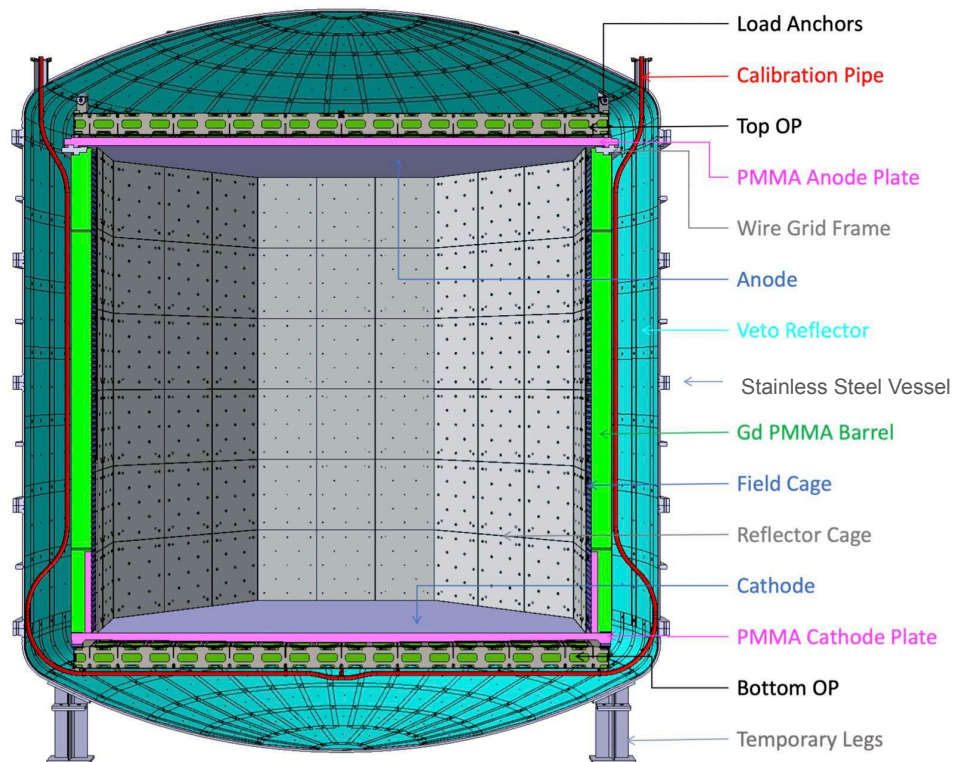 Load Anchors
Calibration Pipe
Top OP
PMMA Anode Plate
Wire Grid Frame
Anode
Veto Reflector
Stainless Steel Vessel
Gd PMMA Barrel
Field Cage
Reflector Cage
Cathode
PMMA Cathode Plate
Bottom OP
Temporary Legs